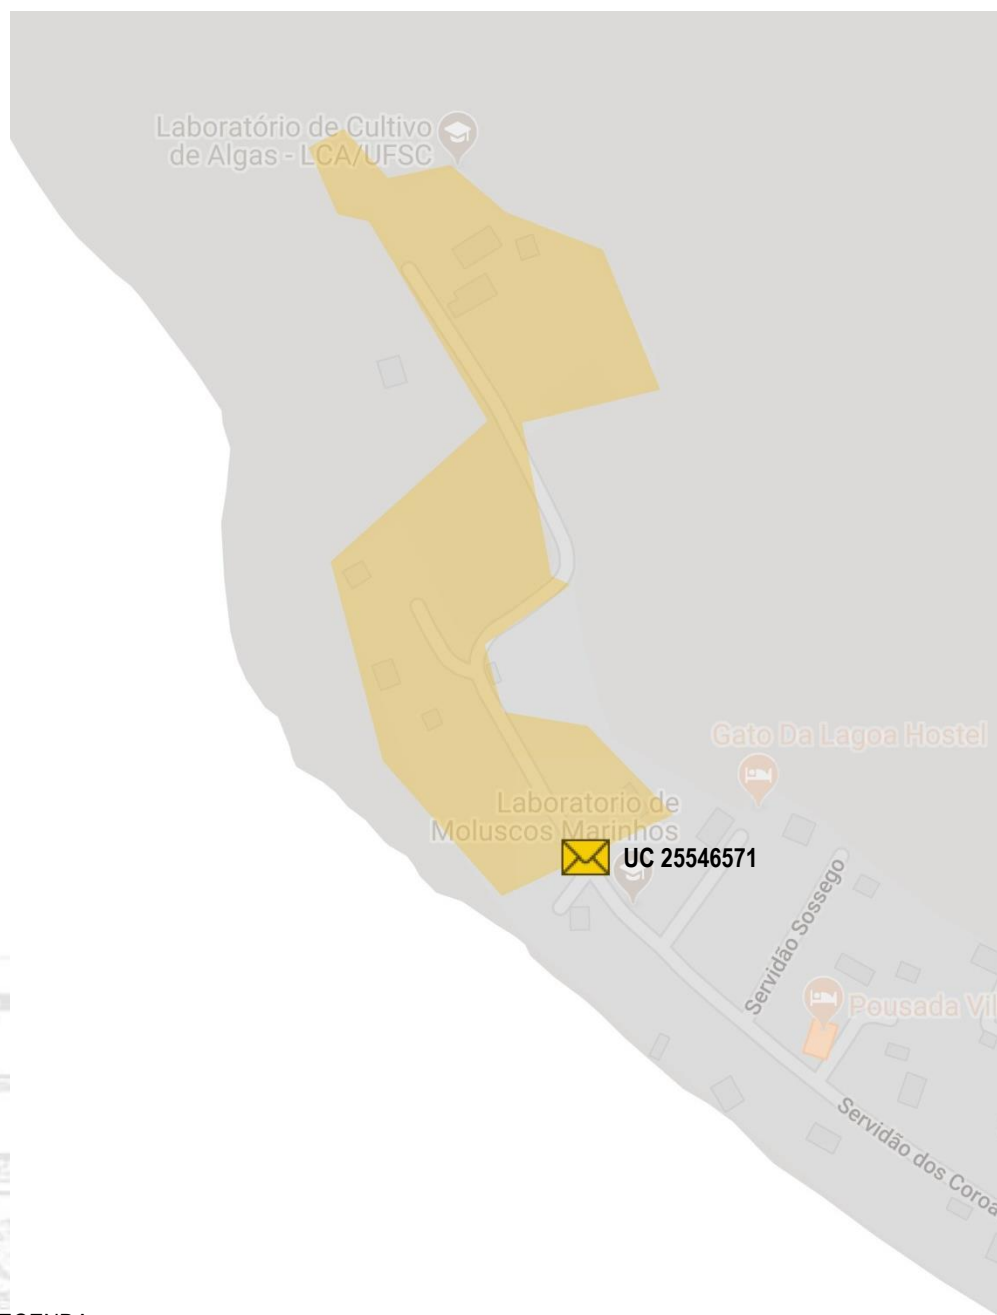 Laboratório de Cultivo
de Algas - LCA/UFSC
Gato Da Lagoa Hostel
Laboratorio de
Moluscos Marinhos
UC 25546571
Servidão Sossego
Pousada Vil
Servidão dos Coroa